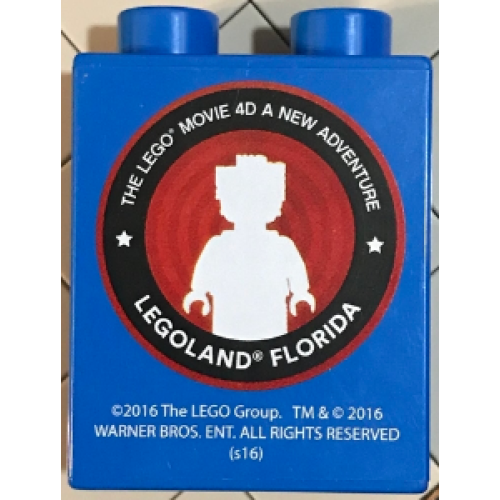 THE LEGO® MOVIE 4D A NEW ADVENTURE
LEGOLAND® FLORIDA
©2016 The LEGO Group. TM & © 2016
WARNER BROS. ENT. ALL RIGHTS RESERVED
(s16)